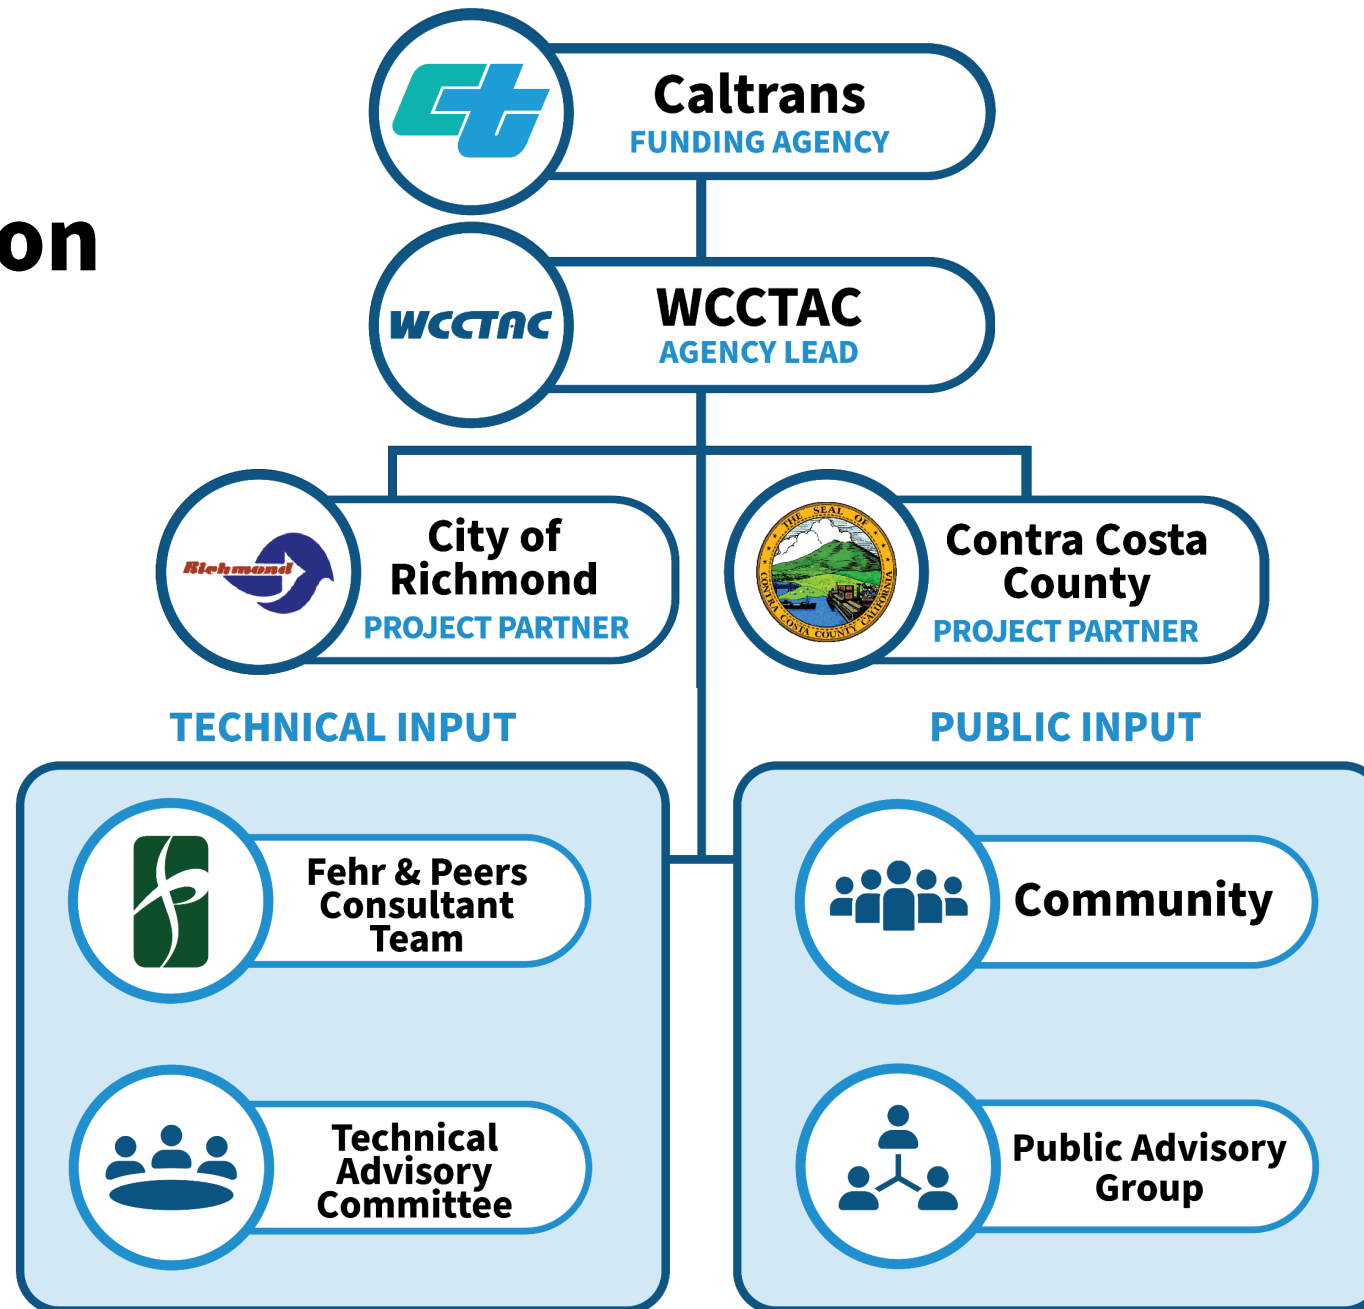 Caltrans
FUNDING AGENCY
on
WCCTAC
WCCTAC
AGENCY LEAD
Richmond
City of
Richmond
PROJECT PARTNER
THE SEAL OF
CONTRA COSTA COUNTY CALIFORNIA
Contra Costa
County
PROJECT PARTNER
TECHNICAL INPUT
PUBLIC INPUT
Fehr & Peers
Consultant
Team
Community
Technical
Advisory
Committee
Public Advisory
Group